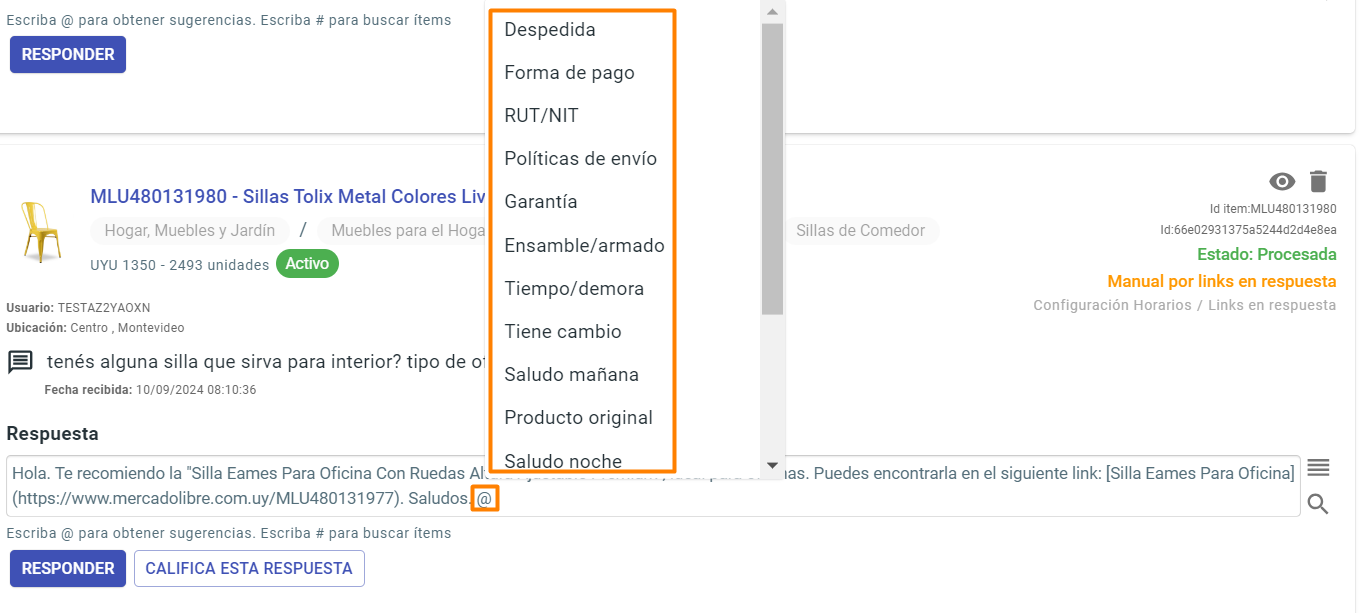 Escriba @ para obtener sugerencias. Escriba # para buscar ítems
RESPONDER
Despedida
Forma de pago
RUT/NIT
Políticas de envío
Garantía
Ensamble/armado
Tiempo/demora
Tiene cambio
Saludo mañana
Producto original
Saludo noche
MLU480131980 - Sillas Tolix Metal Colores Liv
Hogar, Muebles y Jardín / Muebles para el Hoga
Sillas de Comedor
UYU 1350 - 2493 unidades Activo
Id item:MLU480131980
Id:66e02931375a5244d2d4e8ea
Estado: Procesada
Manual por links en respuesta
Configuración Horarios / Links en respuesta
Usuario: TESTAZ2YAOXN
Ubicación: Centro , Montevideo
tenés alguna silla que sirva para interior? tipo de
Fecha recibida: 10/09/2024 08:10:36
Respuesta
Hola. Te recomiendo la "Silla Eames Para Oficina Con Ruedas Puedes encontrarla en el siguiente link: [Silla Eames Para Oficina]
(https://www.mercadolibre.com.uy/MLU480131977). Saludos. @
Escriba @ para obtener sugerencias. Escriba # para buscar ítems
RESPONDER CALIFICA ESTA RESPUESTA